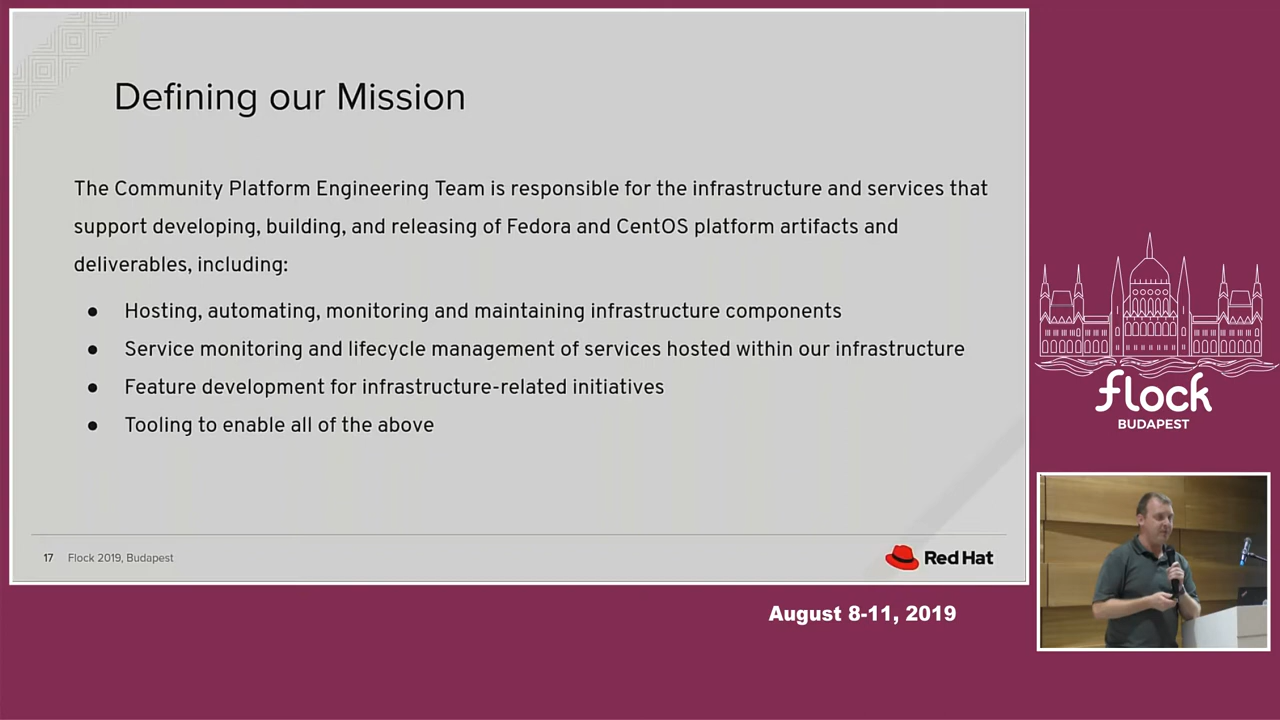 Defining our Mission
The Community Platform Engineering Team is responsible for the infrastructure and services that
support developing, building, and releasing of Fedora and CentOS platform artifacts and
deliverables, including:
● Hosting, automating, monitoring and maintaining infrastructure components
● Service monitoring and lifecycle management of services hosted within our infrastructure
● Feature development for infrastructure-related initiatives
● Tooling to enable all of the above
17 Flock 2019, Budapest
Red Hat
flock
BUDAPEST
August 8-11, 2019